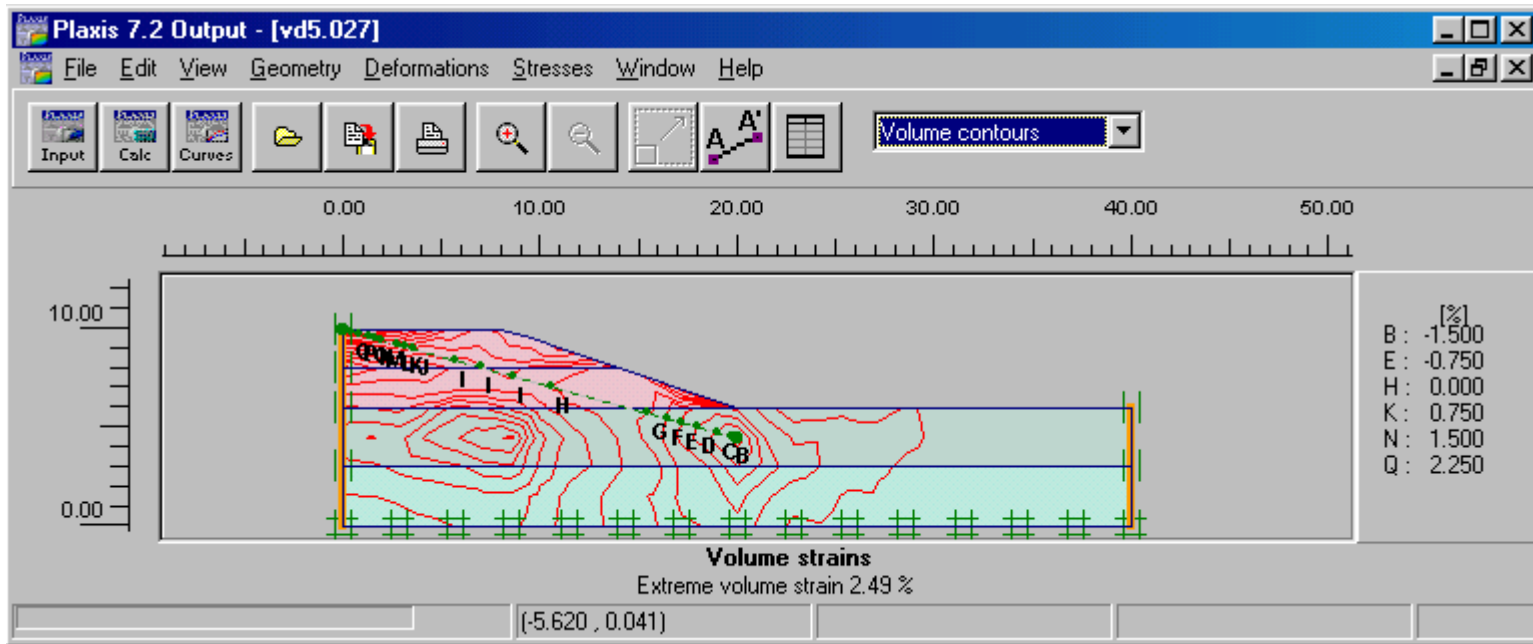 Plaxis 7.2 Output - [vd5.027]
File Edit View Geometry Deformations Stresses Window Help
Input Calc Curves A A' Volume contours
0.00 10.00 20.00 30.00 40.00 50.00
10.00
0.00
K J
I I I H
G F E D C B
[%]
B : -1.500
E : -0.750
H : 0.000
K : 0.750
N : 1.500
Q : 2.250
Volume strains
Extreme volume strain 2.49 %
(-5.620 , 0.041)